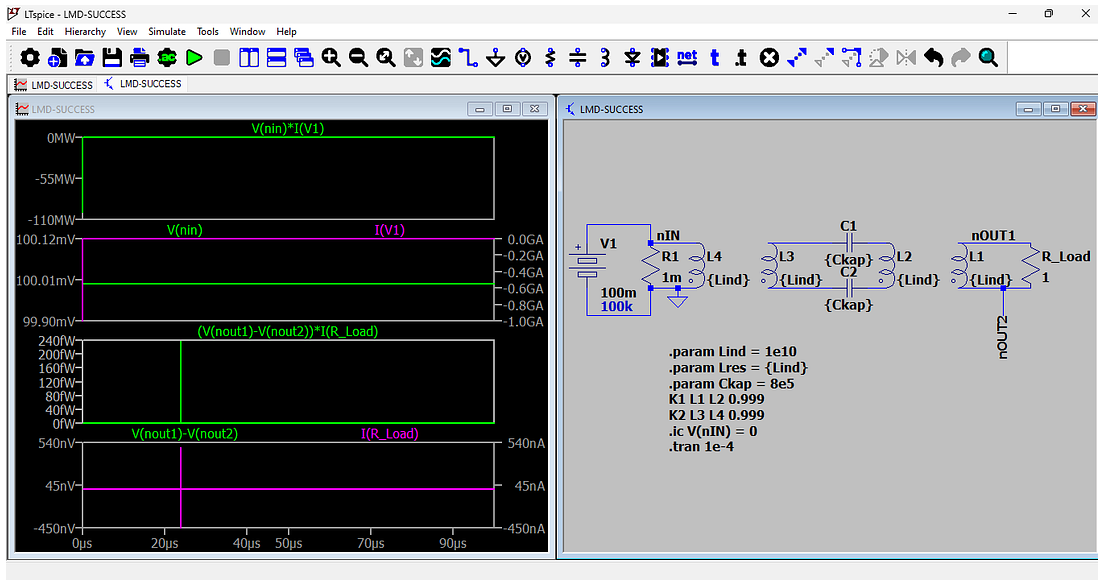 LTspice - LMD-SUCCESS
File Edit Hierarchy View Simulate Tools Window Help
.ac net t .t
LMD-SUCCESS LMD-SUCCESS
LMD-SUCCESS
V(nin)*I(V1)
0MW
-55MW
-110MW
V(nin) I(V1)
100.12mV 0.0GA
-0.2GA
100.01mV -0.4GA
-0.6GA
-0.8GA
99.90mV -1.0GA
(V(nout1)-V(nout2))*I(R_Load)
240fW
200fW
160fW
120fW
80fW
40fW
0fW
V(nout1)-V(nout2) I(R_Load)
540nV 540nA
45nV 45nA
-450nV -450nA
0µs 20µs 40µs 50µs 70µs 90µs
LMD-SUCCESS
C1
nIN nOUT1
+ V1 R1 L4 L3 {Ckap} L2 L1 R_Load
C2
1m {Lind} {Lind} {Lind} {Lind} 1
100m
100k {Ckap}
nOUT2
.param Lind = 1e10
.param Lres = {Lind}
.param Ckap = 8e5
K1 L1 L2 0.999
K2 L3 L4 0.999
.ic V(nIN) = 0
.tran 1e-4